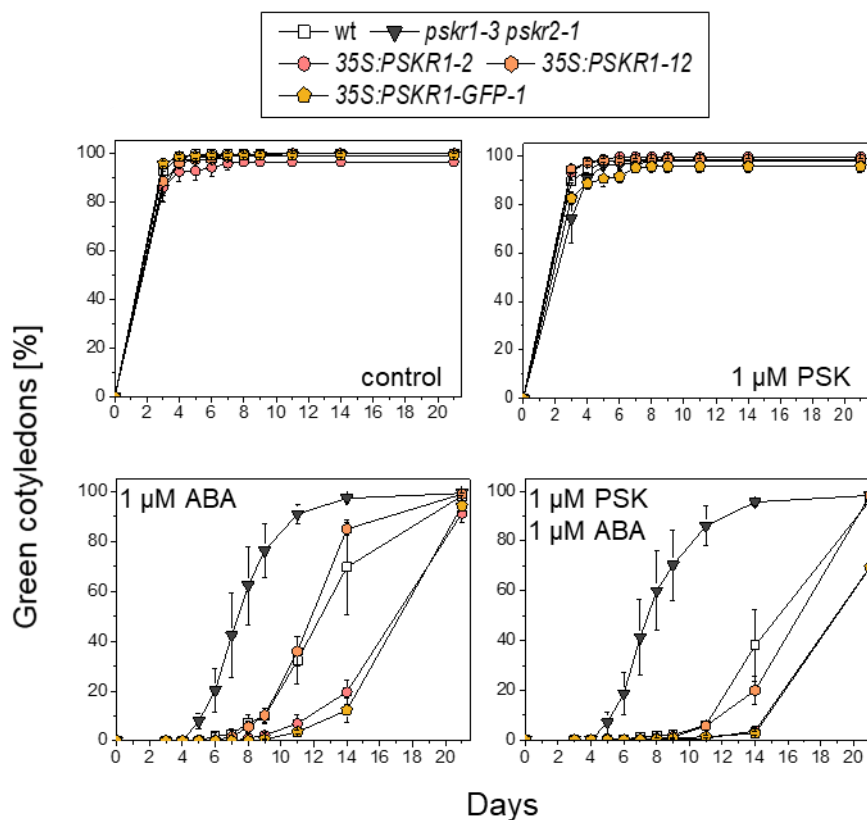 wt pskr1-3 pskr2-1
35S:PSKR1-2 35S:PSKR1-12
35S:PSKR1-GFP-1
100
80
60
40
20
0
control
0 2 4 6 8 10 12 14 16 18 20
100
80
60
40
20
0
1 µM PSK
0 2 4 6 8 10 12 14 16 18 20
Green cotyledons [%]
100
80
60
40
20
0
1 µM ABA
0 2 4 6 8 10 12 14 16 18 20
100
80
60
40
20
0
1 µM PSK
1 µM ABA
0 2 4 6 8 10 12 14 16 18 20
Days